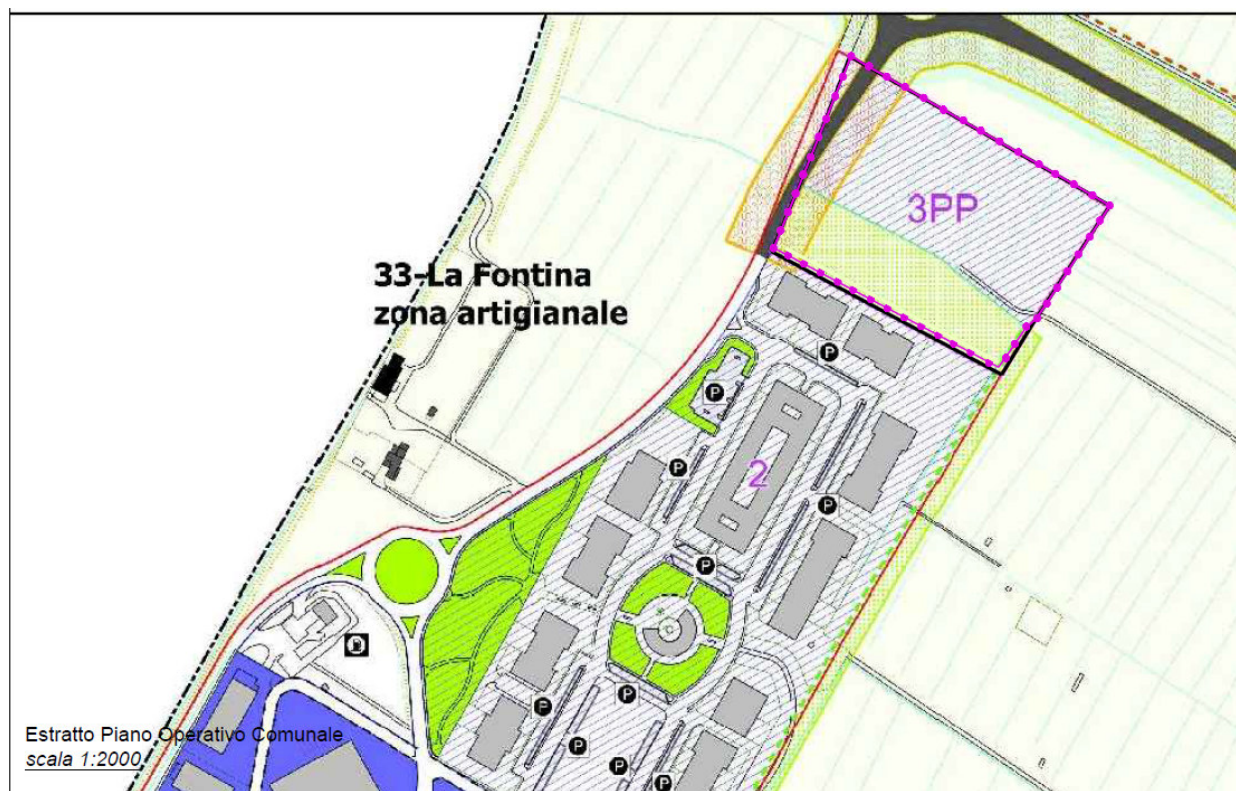 3PP
33-La Fontina
zona artigianale
P
P
2
P
P
P
P
P
P
P
P
Estratto Piano Operativo Comunale
scala 1:2000